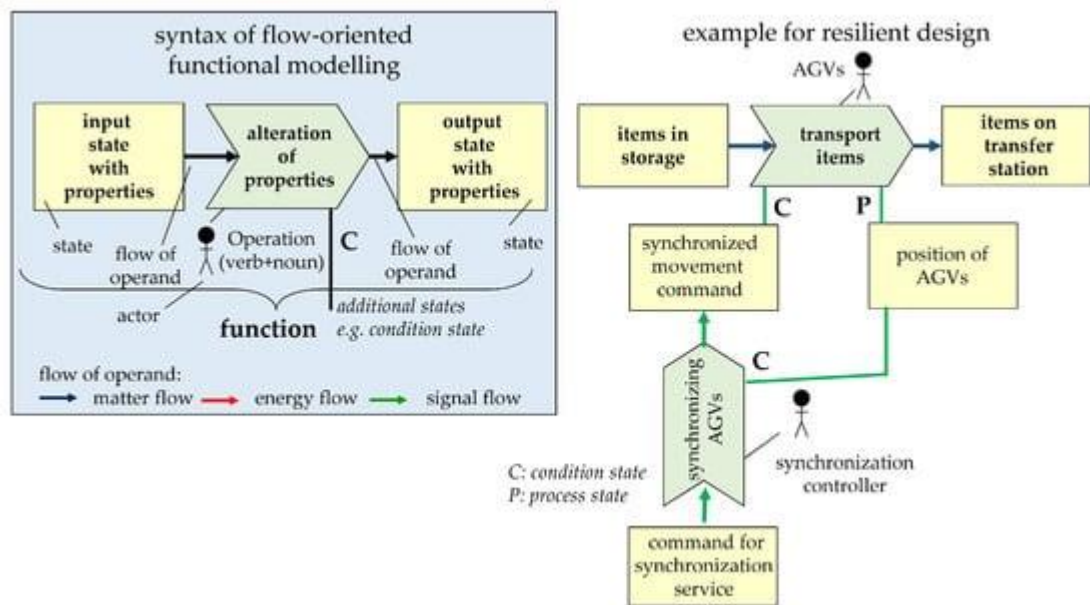 syntax of flow-oriented
functional modelling
input
state
with
properties
alteration
of
properties
output
state
with
properties
state
flow of
operand
Operation
(verb+noun)
C
flow of
operand
state
actor
function
additional states
e.g. condition state
flow of operand:
matter flow
energy flow
signal flow
example for resilient design
AGVs
items in
storage
transport
items
items on
transfer
station
C
P
synchronized
movement
command
position of
AGVs
C
synchronizing
AGVs
synchronization
controller
C: condition state
P: process state
command for
synchronization
service